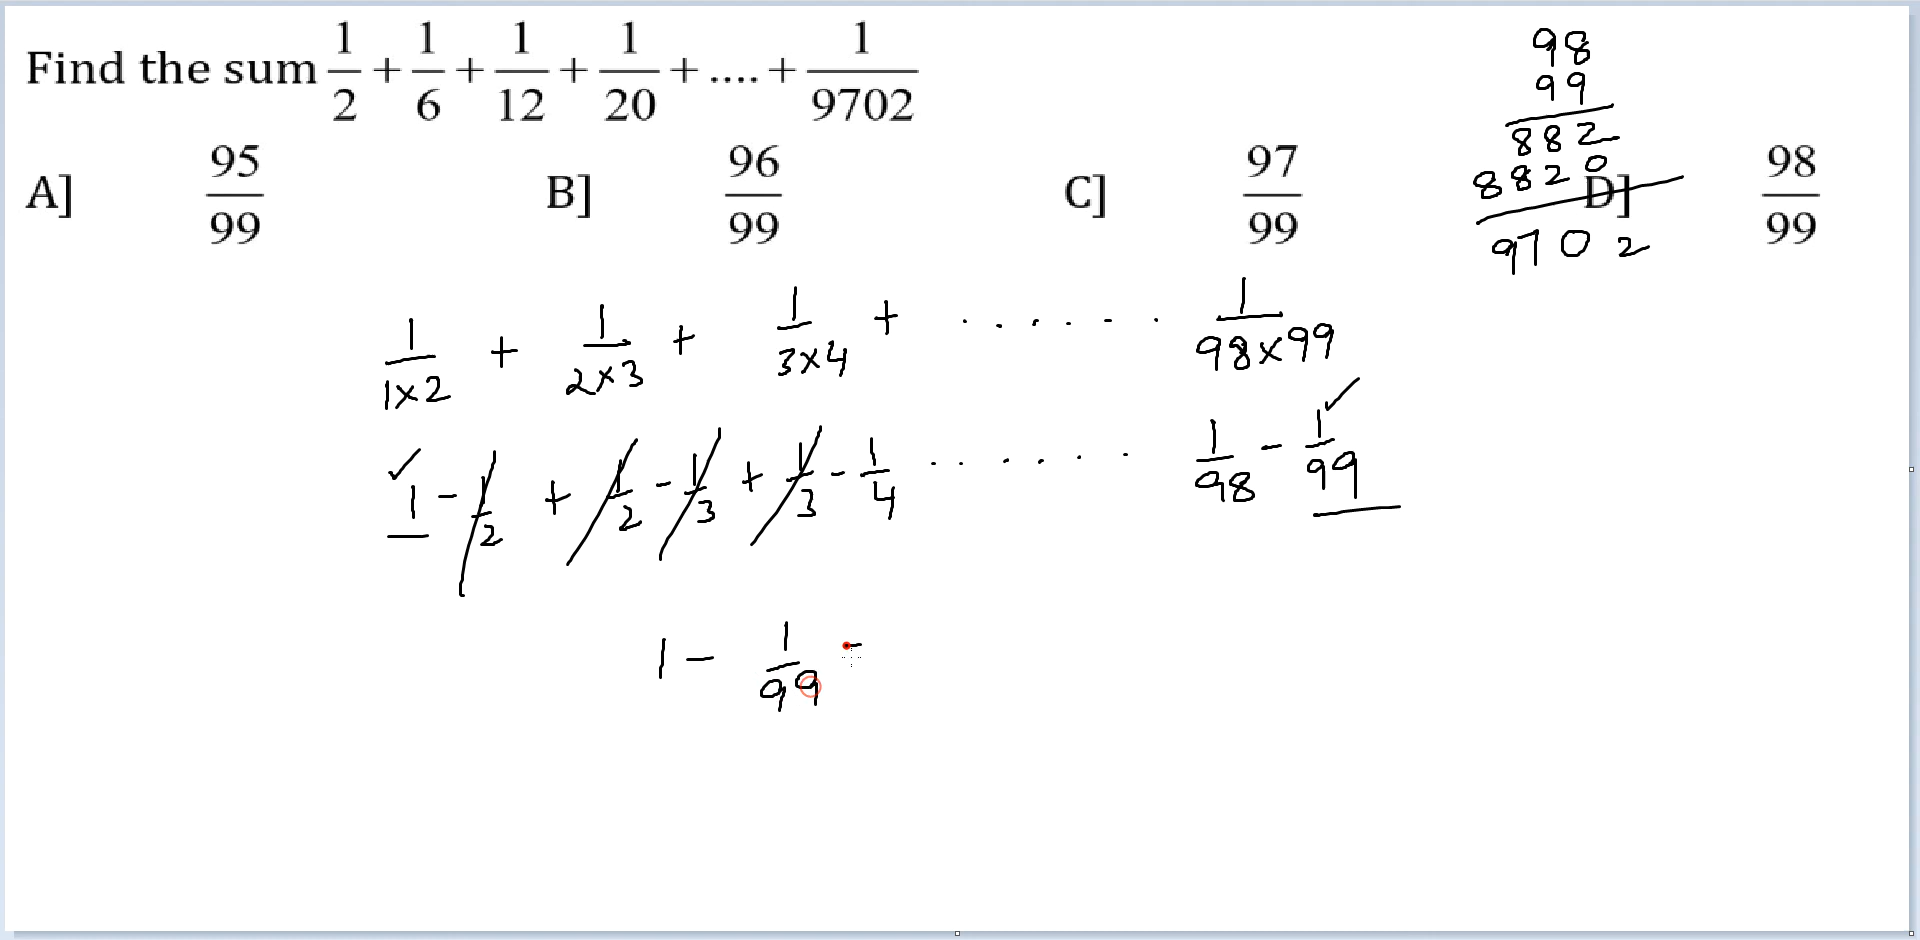 Find the sum 1/2 + 1/6 + 1/12 + 1/20 + .... + 1/9702
A] 95/99 B] 96/99 C] 97/99 D] 98/99
98
99
882
8820
9702
1/1×2 + 1/2×3 + 1/3×4 + ...... 1/98×99
1 - 1/2 + 1/2 - 1/3 + 1/3 - 1/4 ...... 1/98 - 1/99
1 - 1/99 -